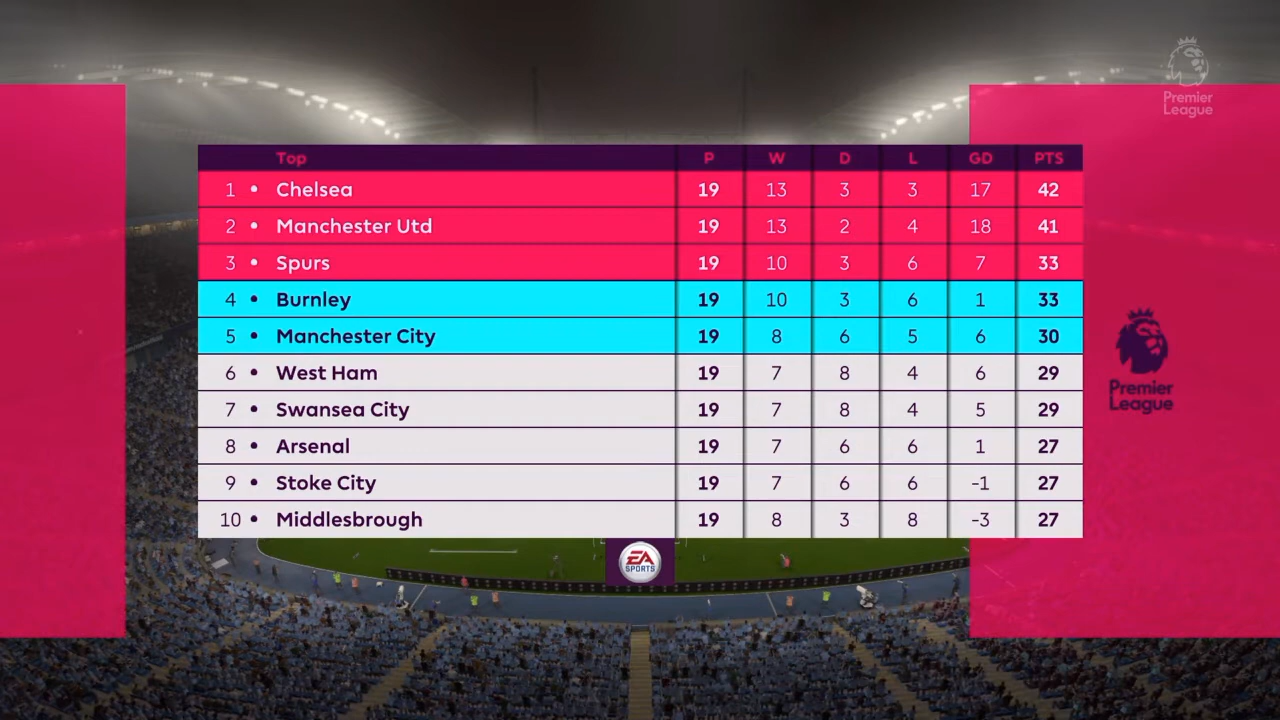 Premier
League
Top P W D L GD PTS
1 • Chelsea 19 13 3 3 17 42
2 • Manchester Utd 19 13 2 4 18 41
3 • Spurs 19 10 3 6 7 33
4 • Burnley 19 10 3 6 1 33
5 • Manchester City 19 8 6 5 6 30
6 • West Ham 19 7 8 4 6 29
7 • Swansea City 19 7 8 4 5 29
8 • Arsenal 19 7 6 6 1 27
9 • Stoke City 19 7 6 6 -1 27
10 • Middlesbrough 19 8 3 8 -3 27
Premier
League
EA
SPORTS